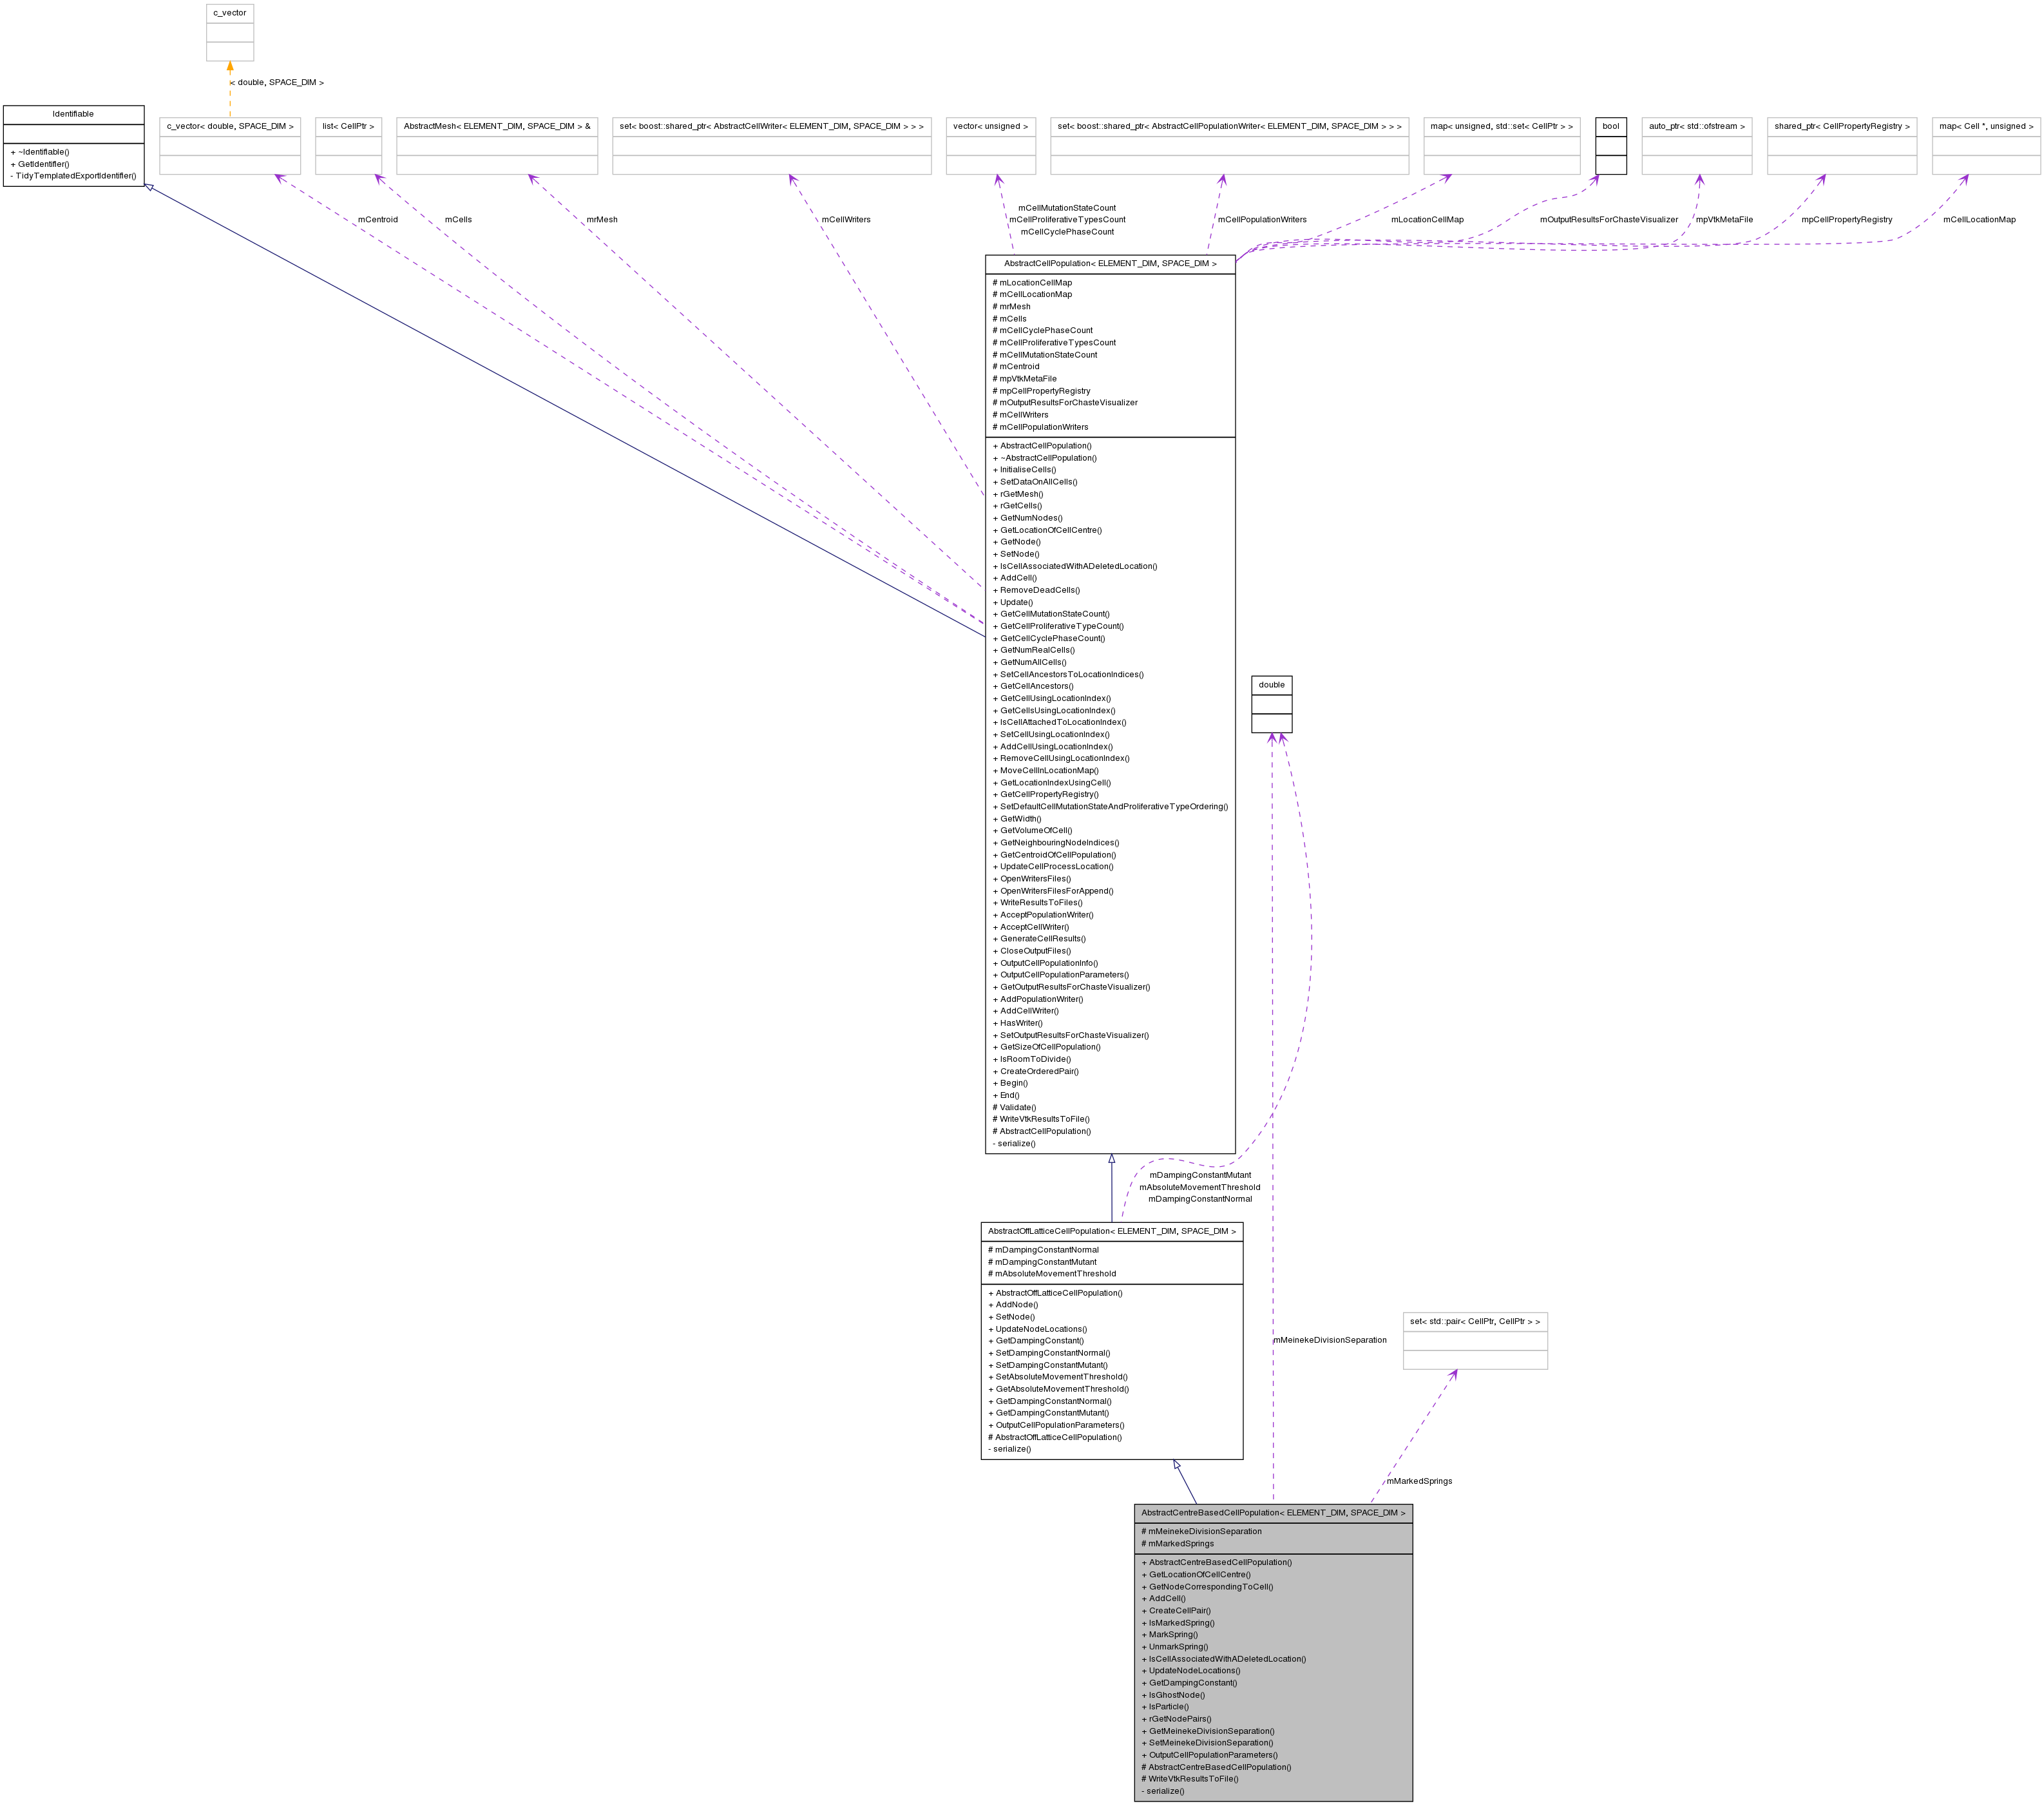 c_vector
< double, SPACE_DIM >
Identifiable
+ ~Identifiable()
+ GetIdentifier()
- TidyTemplatedExportIdentifier()
c_vector< double, SPACE_DIM >
list< CellPtr >
AbstractMesh< ELEMENT_DIM, SPACE_DIM > &
set< boost::shared_ptr< AbstractCellWriter< ELEMENT_DIM, SPACE_DIM > > >
vector< unsigned >
set< boost::shared_ptr< AbstractCellPopulationWriter< ELEMENT_DIM, SPACE_DIM > > >
map< unsigned, std::set< CellPtr > >
bool
auto_ptr< std::ofstream >
shared_ptr< CellPropertyRegistry >
map< Cell *, unsigned >
mCentroid
mCells
mrMesh
mCellWriters
mCellMutationStateCount
mCellProliferativeTypesCount
mCellCyclePhaseCount
mCellPopulationWriters
mLocationCellMap
mOutputResultsForChasteVisualizer
mpVtkMetaFile
mpCellPropertyRegistry
mCellLocationMap
AbstractCellPopulation< ELEMENT_DIM, SPACE_DIM >
# mLocationCellMap
# mCellLocationMap
# mrMesh
# mCells
# mCellCyclePhaseCount
# mCellProliferativeTypesCount
# mCellMutationStateCount
# mCentroid
# mpVtkMetaFile
# mpCellPropertyRegistry
# mOutputResultsForChasteVisualizer
# mCellWriters
# mCellPopulationWriters
+ AbstractCellPopulation()
+ ~AbstractCellPopulation()
+ InitialiseCells()
+ SetDataOnAllCells()
+ rGetMesh()
+ rGetCells()
+ GetNumNodes()
+ GetLocationOfCellCentre()
+ GetNode()
+ SetNode()
+ IsCellAssociatedWithADeletedLocation()
+ AddCell()
+ RemoveDeadCells()
+ Update()
+ GetCellMutationStateCount()
+ GetCellProliferativeTypeCount()
+ GetCellCyclePhaseCount()
+ GetNumRealCells()
+ GetNumAllCells()
+ SetCellAncestorsToLocationIndices()
+ GetCellAncestors()
+ GetCellUsingLocationIndex()
+ GetCellsUsingLocationIndex()
+ IsCellAttachedToLocationIndex()
+ SetCellUsingLocationIndex()
+ AddCellUsingLocationIndex()
+ RemoveCellUsingLocationIndex()
+ MoveCellInLocationMap()
+ GetLocationIndexUsingCell()
+ GetCellPropertyRegistry()
+ SetDefaultCellMutationStateAndProliferativeTypeOrdering()
+ GetWidth()
+ GetVolumeOfCell()
+ GetNeighbouringNodeIndices()
+ GetCentroidOfCellPopulation()
+ UpdateCellProcessLocation()
+ OpenWritersFiles()
+ OpenWritersFilesForAppend()
+ WriteResultsToFiles()
+ AcceptPopulationWriter()
+ AcceptCellWriter()
+ GenerateCellResults()
+ CloseOutputFiles()
+ OutputCellPopulationInfo()
+ OutputCellPopulationParameters()
+ GetOutputResultsForChasteVisualizer()
+ AddPopulationWriter()
+ AddCellWriter()
+ HasWriter()
+ SetOutputResultsForChasteVisualizer()
+ GetSizeOfCellPopulation()
+ IsRoomToDivide()
+ CreateOrderedPair()
+ Begin()
+ End()
# Validate()
# WriteVtkResultsToFile()
# AbstractCellPopulation()
- serialize()
double
mDampingConstantMutant
mAbsoluteMovementThreshold
mDampingConstantNormal
AbstractOffLatticeCellPopulation< ELEMENT_DIM, SPACE_DIM >
# mDampingConstantNormal
# mDampingConstantMutant
# mAbsoluteMovementThreshold
+ AbstractOffLatticeCellPopulation()
+ AddNode()
+ SetNode()
+ UpdateNodeLocations()
+ GetDampingConstant()
+ SetDampingConstantNormal()
+ SetDampingConstantMutant()
+ SetAbsoluteMovementThreshold()
+ GetAbsoluteMovementThreshold()
+ GetDampingConstantNormal()
+ GetDampingConstantMutant()
+ OutputCellPopulationParameters()
# AbstractOffLatticeCellPopulation()
- serialize()
mMeinekeDivisionSeparation
set< std::pair< CellPtr, CellPtr > >
mMarkedSprings
AbstractCentreBasedCellPopulation< ELEMENT_DIM, SPACE_DIM >
# mMeinekeDivisionSeparation
# mMarkedSprings
+ AbstractCentreBasedCellPopulation()
+ GetLocationOfCellCentre()
+ GetNodeCorrespondingToCell()
+ AddCell()
+ CreateCellPair()
+ IsMarkedSpring()
+ MarkSpring()
+ UnmarkSpring()
+ IsCellAssociatedWithADeletedLocation()
+ UpdateNodeLocations()
+ GetDampingConstant()
+ IsGhostNode()
+ IsParticle()
+ rGetNodePairs()
+ GetMeinekeDivisionSeparation()
+ SetMeinekeDivisionSeparation()
+ OutputCellPopulationParameters()
# AbstractCentreBasedCellPopulation()
# WriteVtkResultsToFile()
- serialize()